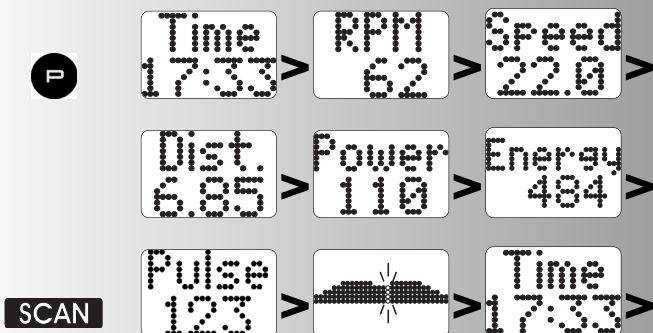 Time > RPM > Speed >
17:33 62 22.0
P
Dist. > Power > Energy >
6.85 110 484
Pulse > > Time >
123 17:33
SCAN